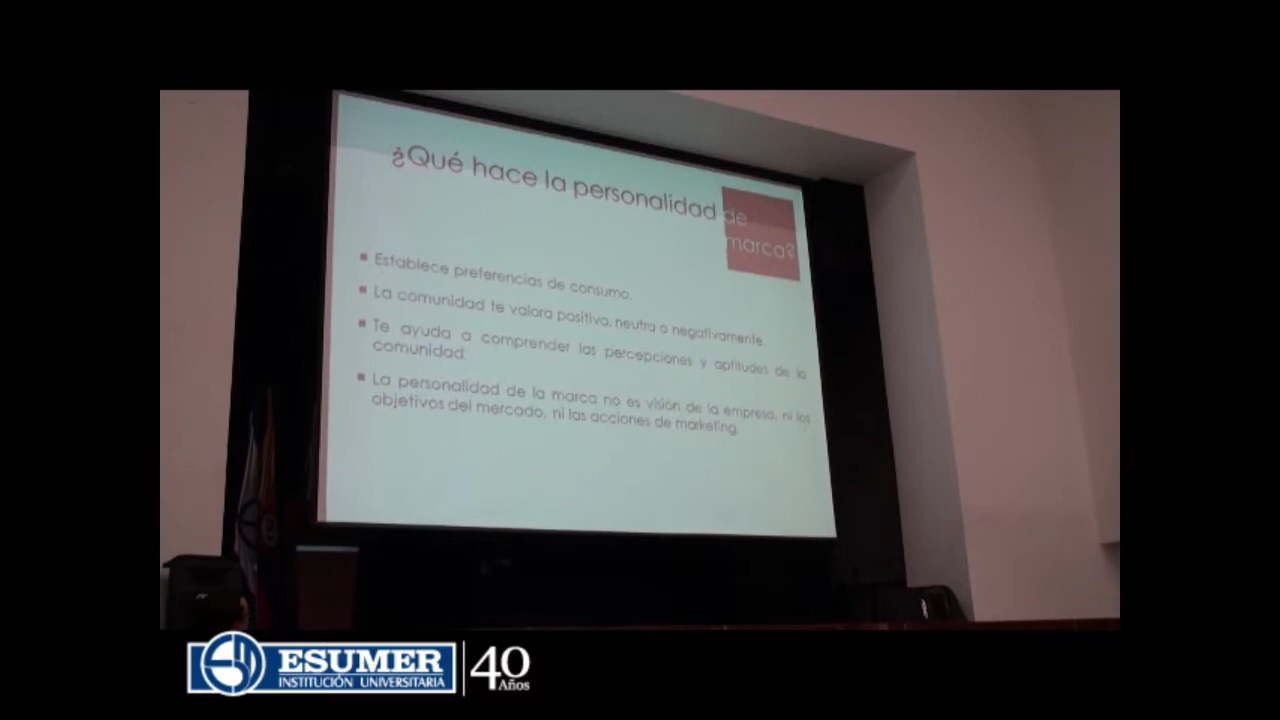 ¿Qué hace la personalidad de
marca?
Establece preferencias de consumo.
La comunidad te valora positiva, neutra o negativamente.
Te ayuda a comprender las percepciones y aptitudes de la
comunidad.
La personalidad de la marca no es visión de la empresa, ni los
objetivos del mercado, ni las acciones de marketing.
ESUMER
INSTITUCIÓN UNIVERSITARIA
40
Años